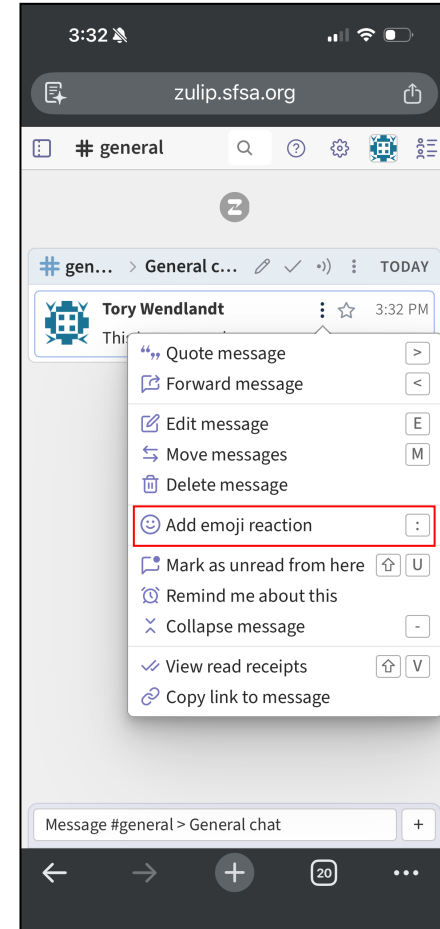 3:32
zulip.sfsa.org
# general
# gen... > General c... TODAY
Tory Wendlandt 3:32 PM
Quote message >
Forward message <
Edit message E
Move messages M
Delete message
Add emoji reaction :
Mark as unread from here ⇧ U
Remind me about this
Collapse message -
View read receipts ⇧ V
Copy link to message
Message #general > General chat +
20